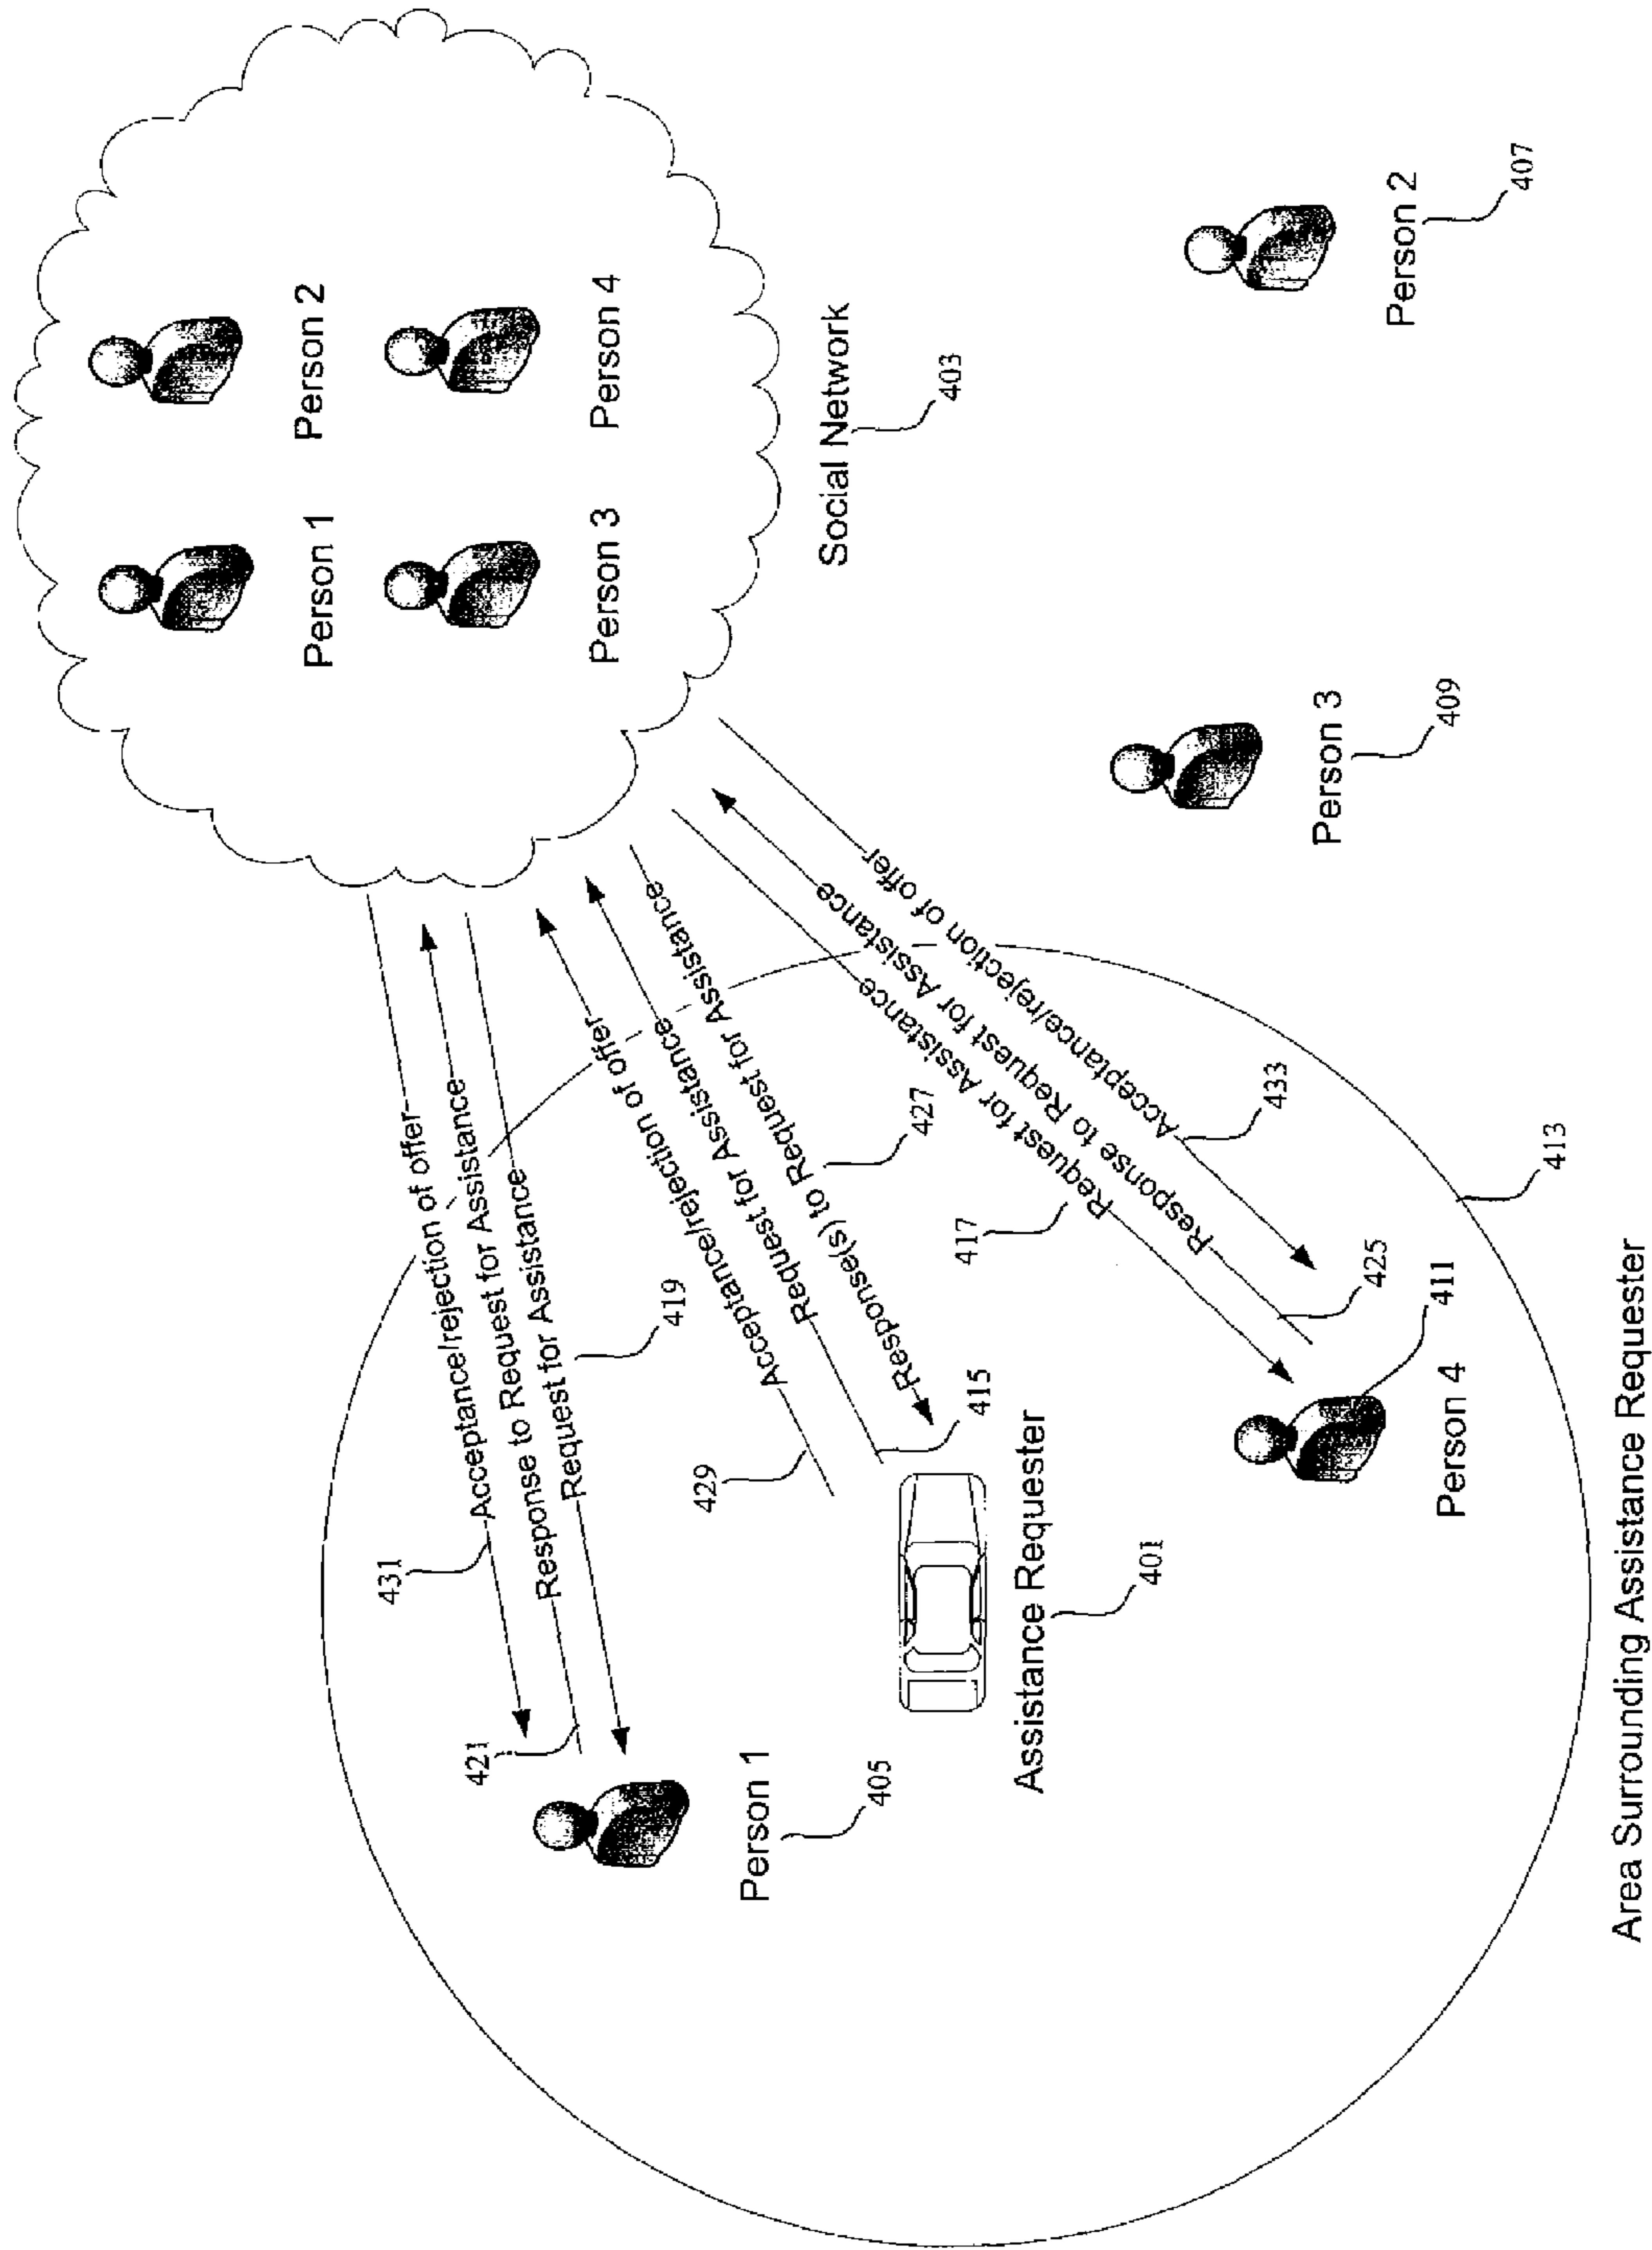 Person 1
Person 2
Person 3
Person 4
Social Network
403
Acceptance/rejection of offer
431
Response to Request for Assistance
421
Request for Assistance
419
Acceptance/rejection of offer
429
Request for Assistance
415
Response(s) to Request for Assistance
427
Request for Assistance
417
Response to Request for Assistance
425
Acceptance/rejection of offer
433
Person 1
405
Assistance Requester
401
Person 4
411
Person 3
409
Person 2
407
413
Area Surrounding Assistance Requester